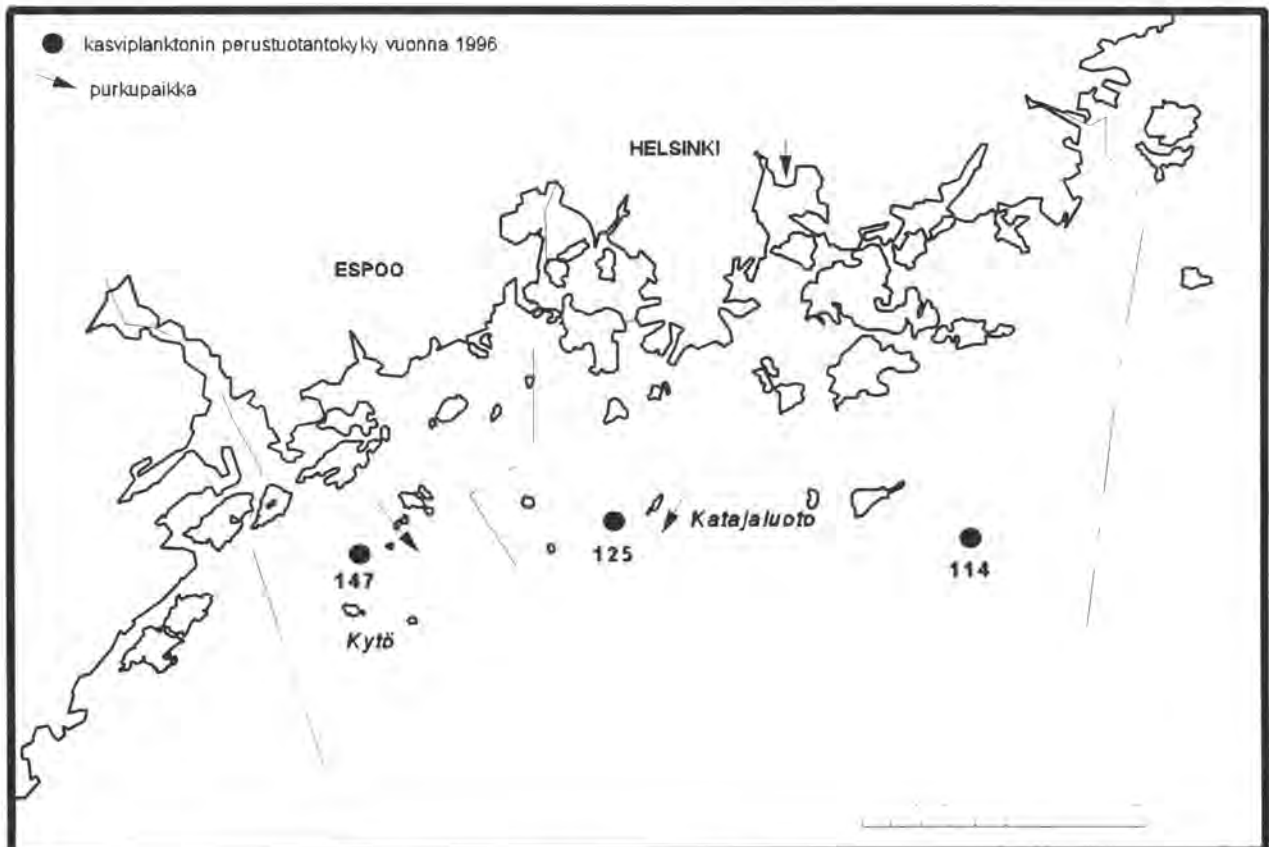 kasviplanktonin perustuotantokyky vuonna 1996
purkupaikka
HELSINKI
ESPOO
Katajaluoto
125
114
147
Kytö